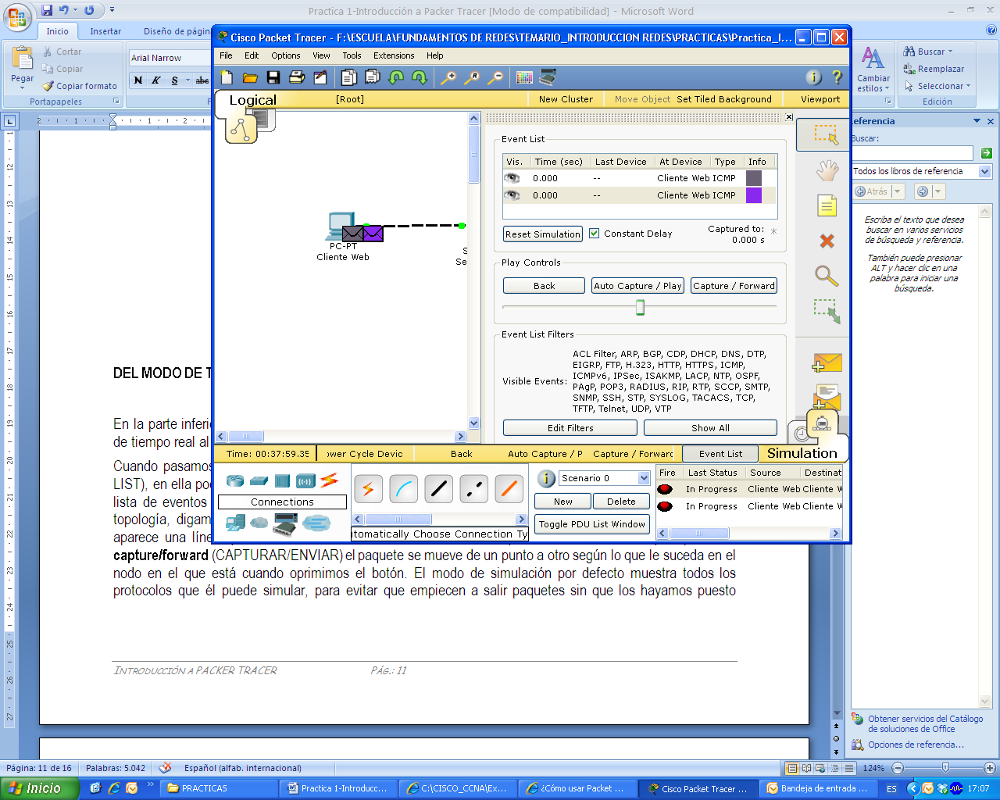 Practica 1-Introducción a Packer Tracer [Modo de compatibilidad] - Microsoft Word
Inicio
Insertar
Diseño de págin
Cortar
Copiar
Copiar formato
Pegar
Portapapeles
Arial Narrow
N K S abc
Cambiar
estilos
Buscar
Reemplazar
Seleccionar
Edición
Cisco Packet Tracer - F:\ESCUELA\FUNDAMENTOS DE REDES\TEMARIO_INTRODUCCION REDES\PRACTICAS\Practica_I...
File Edit Options View Tools Extensions Help
Logical [Root] New Cluster Move Object Set Tiled Background Viewport
PC-PT
Cliente Web
S
Se
Event List
Vis. Time (sec) Last Device At Device Type Info
0.000 -- Cliente Web ICMP
0.000 -- Cliente Web ICMP
Reset Simulation
Constant Delay
Captured to:
0.000 s
Play Controls
Back
Auto Capture / Play
Capture / Forward
Event List Filters
Visible Events:
ACL Filter, ARP, BGP, CDP, DHCP, DNS, DTP,
EIGRP, FTP, H.323, HTTP, HTTPS, ICMP,
ICMPv6, IPSec, ISAKMP, LACP, NTP, OSPF,
PAgP, POP3, RADIUS, RIP, RTP, SCCP, SMTP,
SNMP, SSH, STP, SYSLOG, TACACS, TCP,
TFTP, Telnet, UDP, VTP
Edit Filters
Show All
Time: 00:37:59.35 ower Cycle Devic Back Auto Capture / P Capture / Forward Event List Simulation
Connections
utomatically Choose Connection Ty
Scenario 0
New
Delete
Toggle PDU List Window
Fire Last Status Source Destinat
In Progress Cliente Web Cliente W
In Progress Cliente Web Cliente W
eferencia
Buscar:
Todos los libros de referencia
Atrás
Escriba el texto que desea
buscar en varios servicios
de búsqueda y referencia.
También puede presionar
ALT y hacer clic en una
palabra para iniciar una
búsqueda.
Obtener servicios del Catálogo
de soluciones de Office
Opciones de referencia...
DEL MODO DE T
En la parte inferio
de tiempo real al
Cuando pasamos
LIST), en ella pod
lista de eventos
topología, digam
aparece una líne
capture/forward (CAPTURAR/ENVIAR) el paquete se mueve de un punto a otro según lo que le suceda en el
nodo en el que está cuando oprimimos el botón. El modo de simulación por defecto muestra todos los
protocolos que él puede simular, para evitar que empiecen a salir paquetes sin que los hayamos puesto
INTRODUCCIÓN A PACKER TRACER PÁG.: 11
Página: 11 de 16 Palabras: 5.042 Español (alfab. internacional) 124%
Inicio
PRACTICAS
Practica 1-Introducc...
C:\CISCO_CCNA\Ex...
¿Cómo usar Packet ...
Cisco Packet Tracer ...
Bandeja de entrada ...
ES
17:07